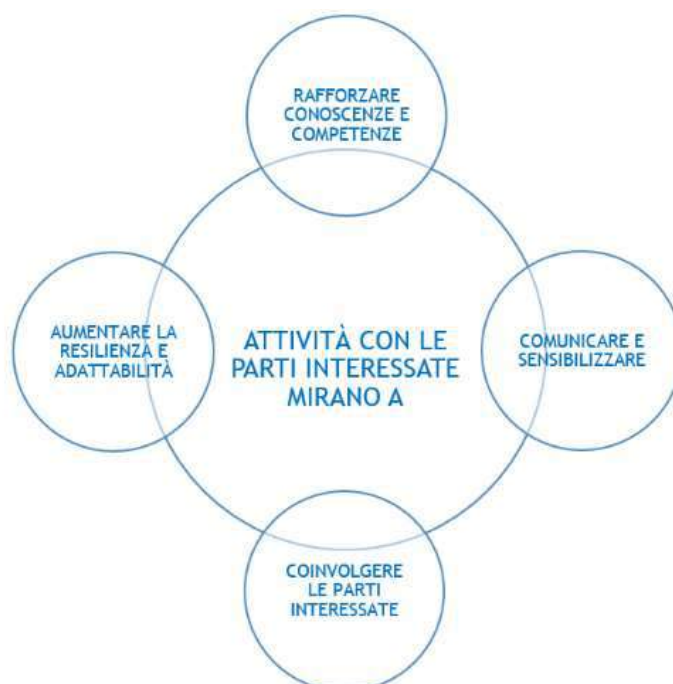 RAFFORZARE
CONOSCENZE E
COMPETENZE
AUMENTARE LA
RESILIENZA E
ADATTABILITÀ
ATTIVITÀ CON LE
PARTI INTERESSATE
MIRANO A
COMUNICARE E
SENSIBILIZZARE
COINVOLGERE
LE PARTI
INTERESSATE